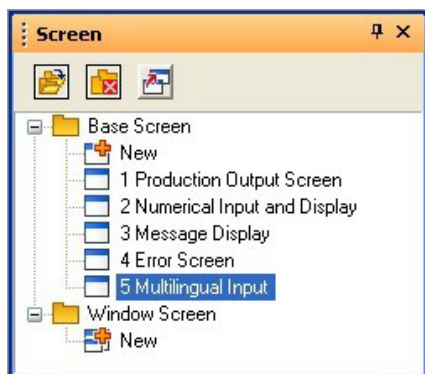 Screen
Base Screen
New
1 Production Output Screen
2 Numerical Input and Display
3 Message Display
4 Error Screen
5 Multilingual Input
Window Screen
New